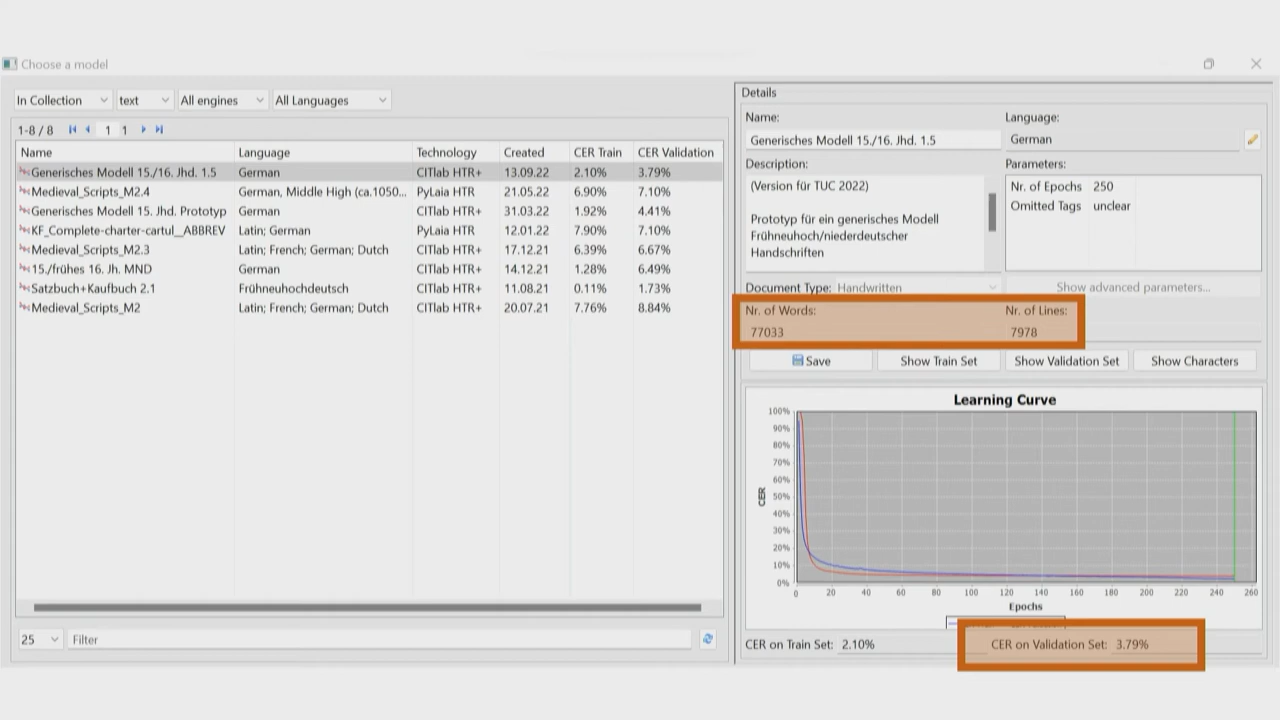 Choose a model
In Collection text All engines All Languages
1-8 / 8 1 1
Name Language Technology Created CER Train CER Validation
Generisches Modell 15./16. Jhd. 1.5 German CITlab HTR+ 13.09.22 2.10% 3.79%
Medieval_Scripts_M2.4 German, Middle High (ca.1050... PyLaia HTR 21.05.22 6.90% 7.10%
Generisches Modell 15. Jhd. Prototyp German CITlab HTR+ 31.03.22 1.92% 4.41%
KF_Complete-charter-cartul__ABBREV Latin; German PyLaia HTR 12.01.22 7.90% 7.10%
Medieval_Scripts_M2.3 Latin; French; German; Dutch CITlab HTR+ 17.12.21 6.39% 6.67%
15./frühes 16. Jh. MND German CITlab HTR+ 14.12.21 1.28% 6.49%
Satzbuch+Kaufbuch 2.1 Frühneuhochdeutsch CITlab HTR+ 11.08.21 0.11% 1.73%
Medieval_Scripts_M2 Latin; French; German; Dutch CITlab HTR+ 20.07.21 7.76% 8.84%
25 Filter
Details
Name: Language:
Generisches Modell 15./16. Jhd. 1.5 German
Description: Parameters:
(Version für TUC 2022) Nr. of Epochs 250
Omitted Tags unclear
Prototyp für ein generisches Modell
Frühneuhoch/niederdeutscher
Handschriften
Document Type: Handwritten Show advanced parameters...
Nr. of Words: Nr. of Lines:
77033 7978
Save Show Train Set Show Validation Set Show Characters
Learning Curve
100%
90%
80%
70%
60%
50%
40%
30%
20%
10%
0%
CER
0 20 40 60 80 100 120 140 160 180 200 220 240 260
Epochs
CER on Train Set: 2.10% CER on Validation Set: 3.79%